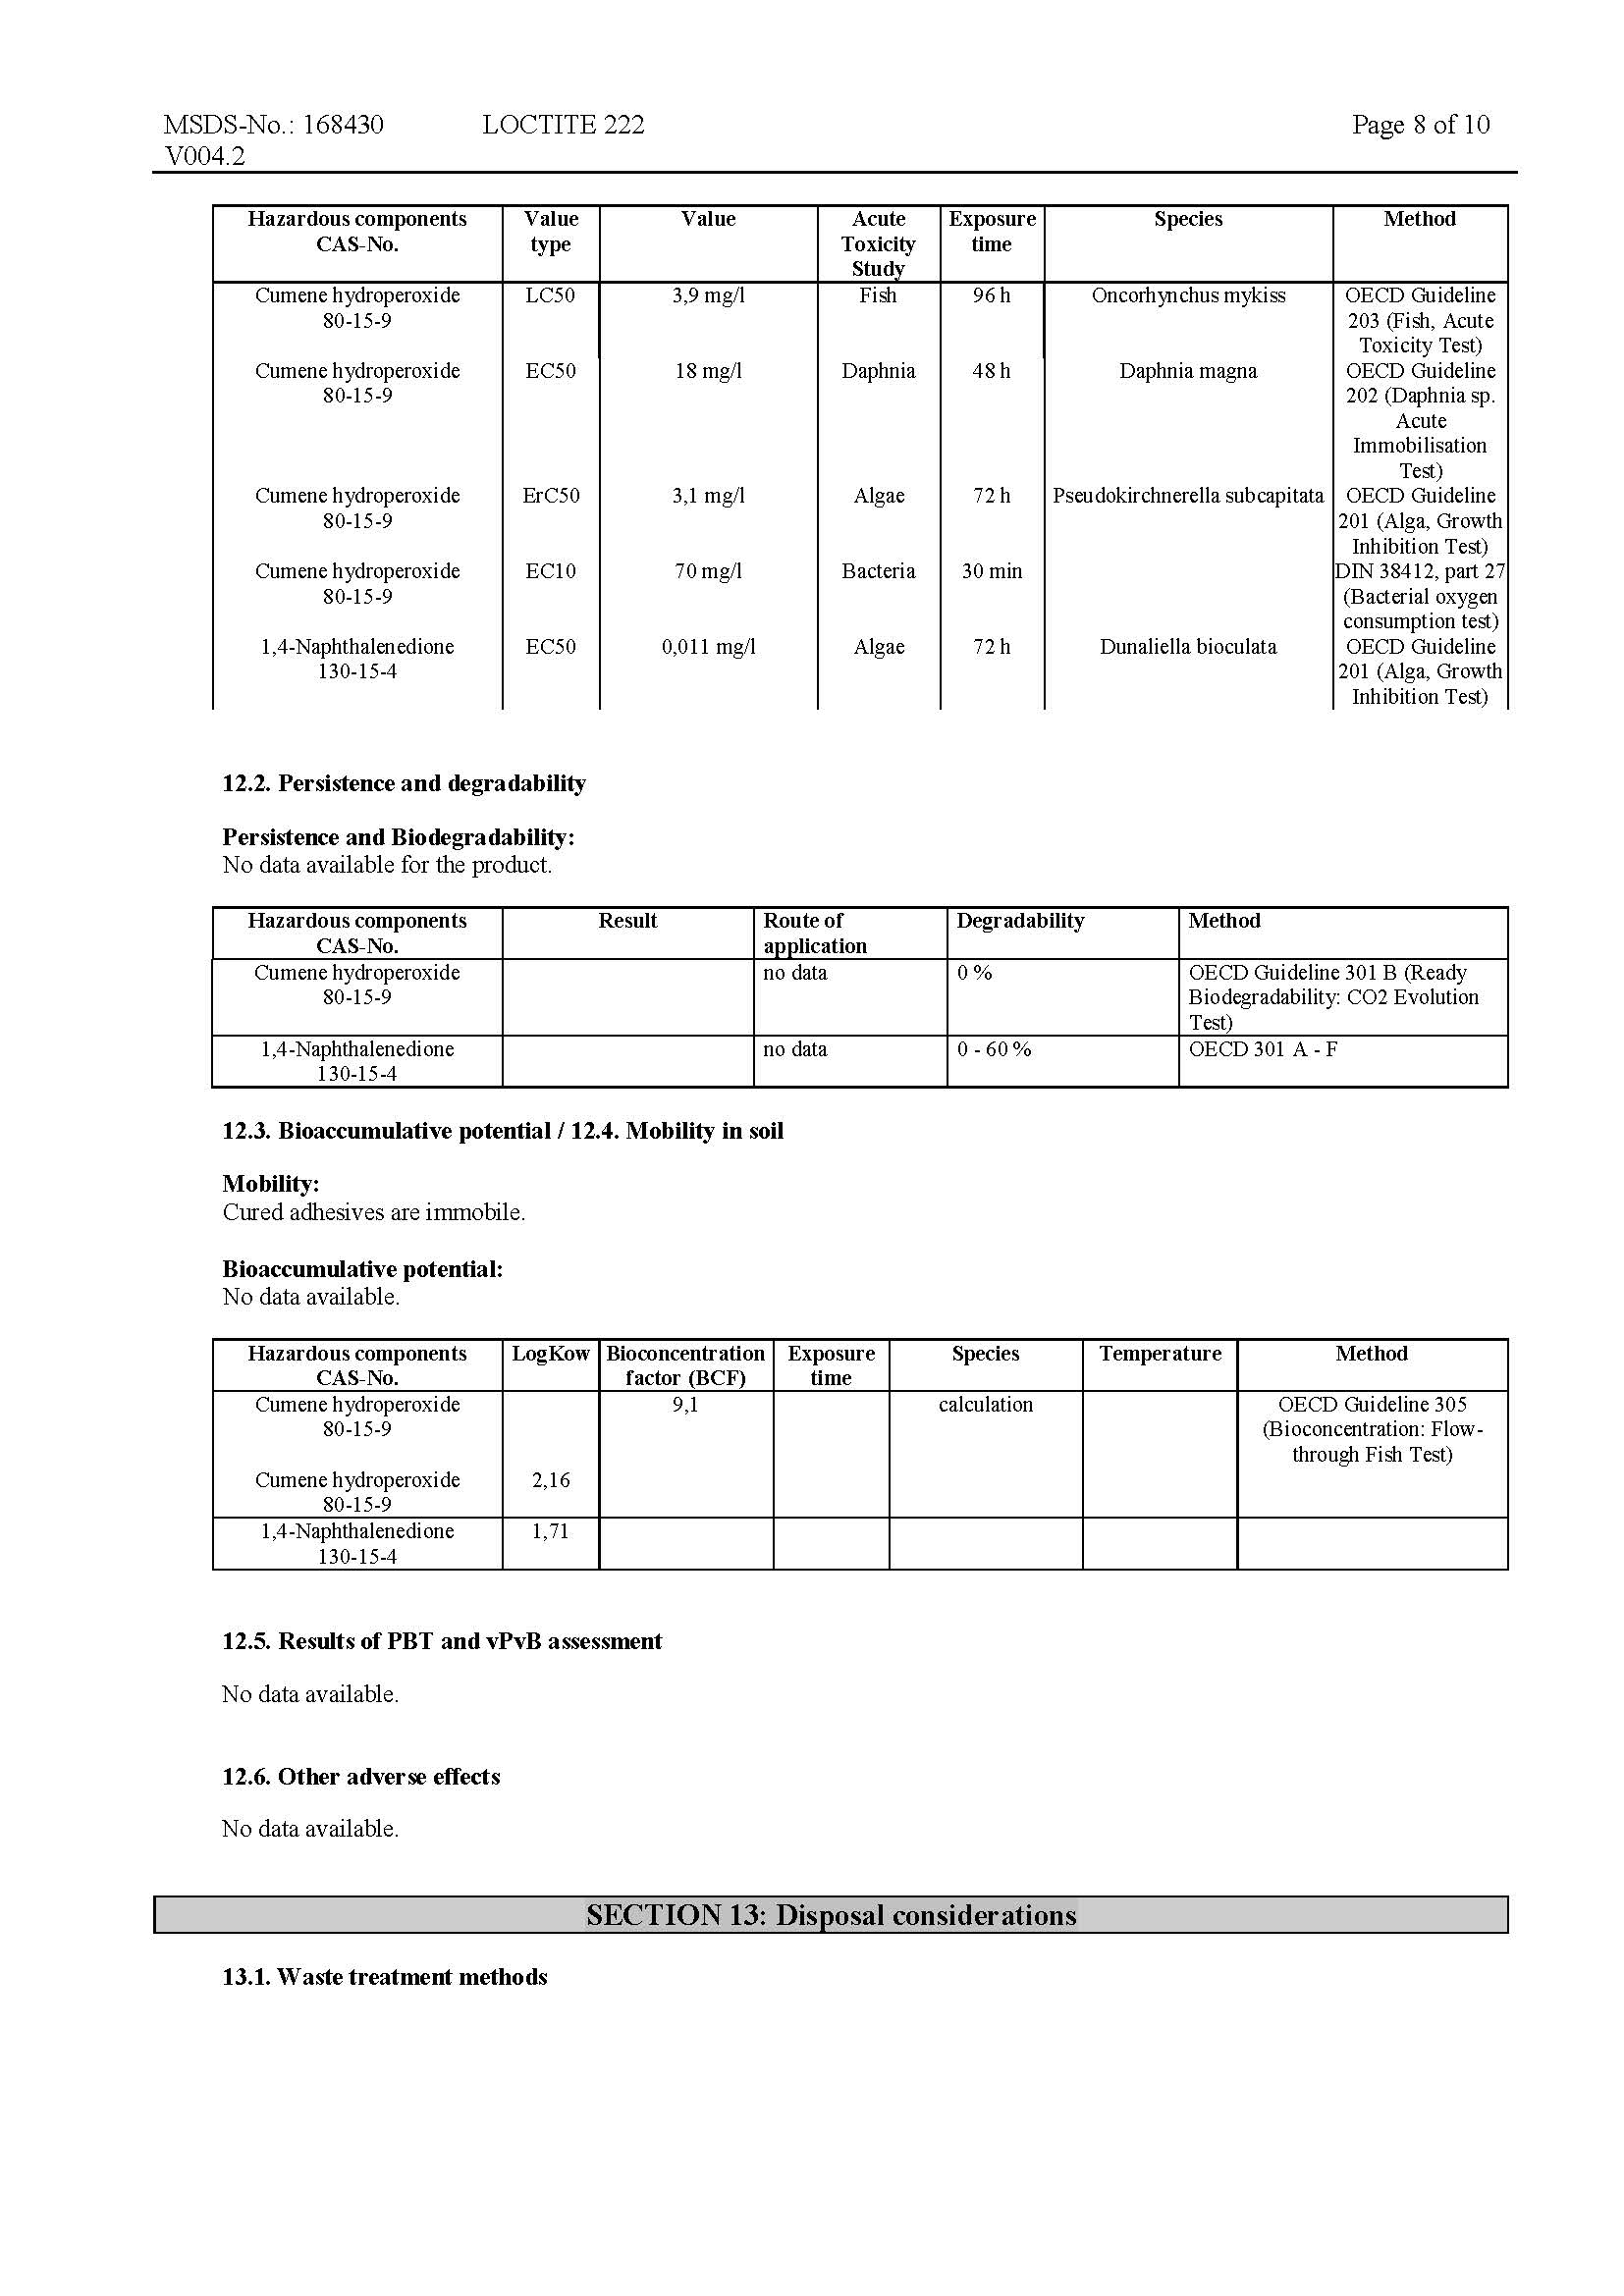 MSDS-No.: 168430 LOCTITE 222 Page 8 of 10
V004.2
Hazardous components Value Value Acute Exposure Species Method
CAS-No. type Toxicity time
Study
Cumene hydroperoxide LC50 3,9 mg/l Fish 96 h Oncorhynchus mykiss OECD Guideline
80-15-9 203 (Fish, Acute
Toxicity Test)
Cumene hydroperoxide EC50 18 mg/l Daphnia 48 h Daphnia magna OECD Guideline
80-15-9 202 (Daphnia sp.
Acute
Immobilisation
Test)
Cumene hydroperoxide ErC50 3,1 mg/l Algae 72 h Pseudokirchnerella subcapitata OECD Guideline
80-15-9 201 (Alga, Growth
Inhibition Test)
Cumene hydroperoxide EC10 70 mg/l Bacteria 30 min DIN 38412, part 27
80-15-9 (Bacterial oxygen
consumption test)
1,4-Naphthalenedione EC50 0,011 mg/l Algae 72 h Dunaliella bioculata OECD Guideline
130-15-4 201 (Alga, Growth
Inhibition Test)
12.2. Persistence and degradability
Persistence and Biodegradability:
No data available for the product.
Hazardous components Result Route of Degradability Method
CAS-No. application
Cumene hydroperoxide no data 0 % OECD Guideline 301 B (Ready
80-15-9 Biodegradability: CO2 Evolution
Test)
1,4-Naphthalenedione no data 0 - 60 % OECD 301 A - F
130-15-4
12.3. Bioaccumulative potential / 12.4. Mobility in soil
Mobility:
Cured adhesives are immobile.
Bioaccumulative potential:
No data available.
Hazardous components LogKow Bioconcentration Exposure Species Temperature Method
CAS-No. factor (BCF) time
Cumene hydroperoxide 9,1 calculation OECD Guideline 305
80-15-9 (Bioconcentration: Flow-
through Fish Test)
Cumene hydroperoxide 2,16
80-15-9
1,4-Naphthalenedione 1,71
130-15-4
12.5. Results of PBT and vPvB assessment
No data available.
12.6. Other adverse effects
No data available.
SECTION 13: Disposal considerations
13.1. Waste treatment methods